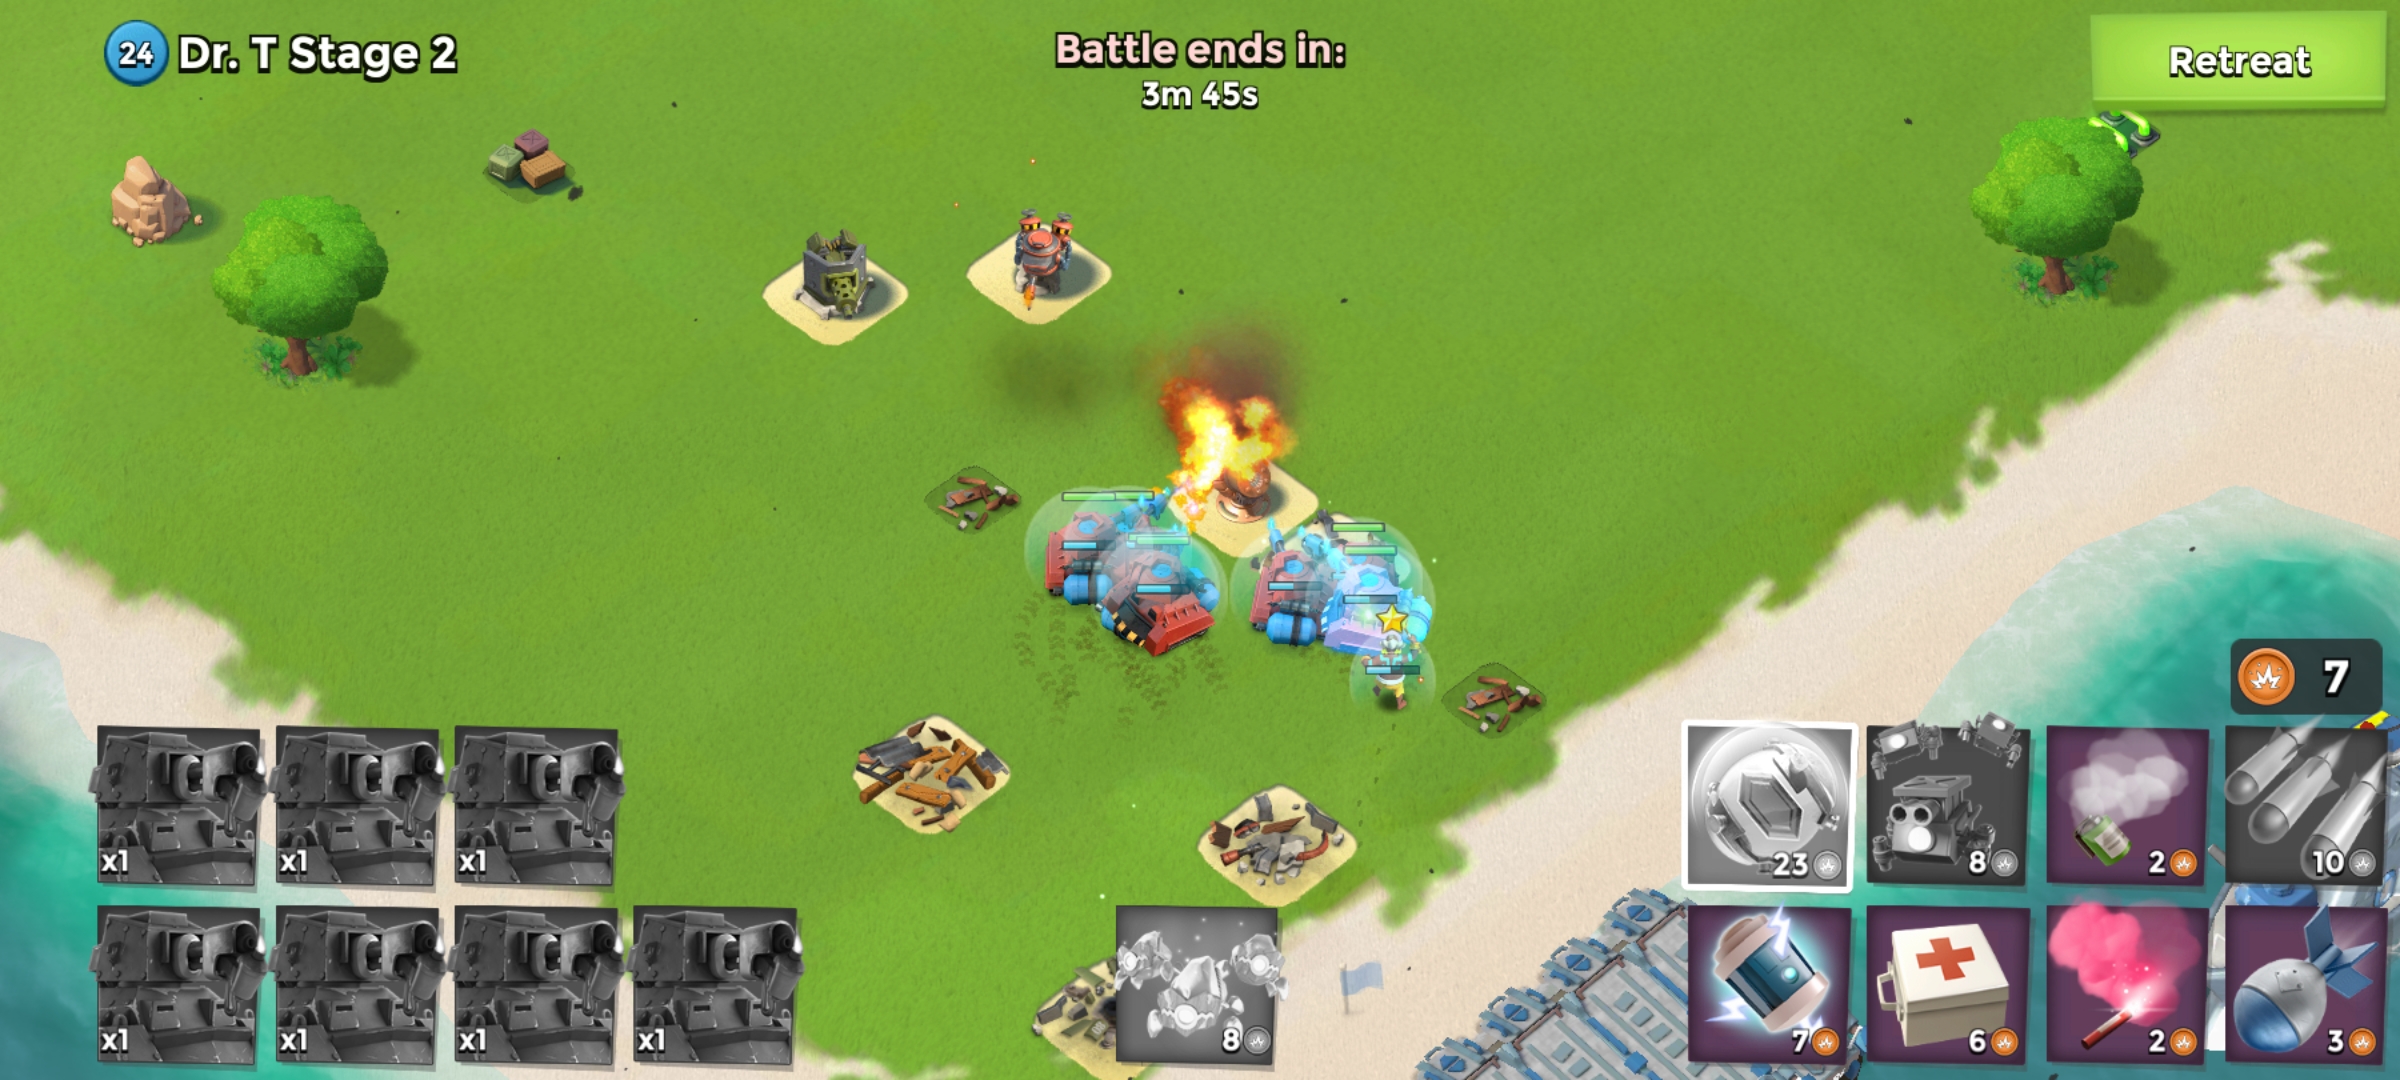 24 Dr. T Stage 2
Battle ends in:
3m 45s
Retreat
7
x1 x1 x1
23 8 2 10
x1 x1 x1 x1
8
7 6 2 3